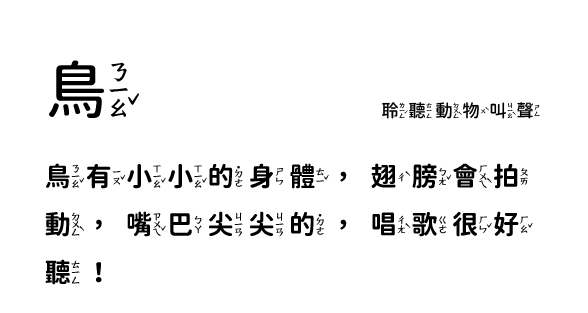 鳥ㄋㄧㄠˇ
聆聽動物叫聲
鳥有小小的身體，翅膀會拍
動，嘴巴尖尖的，唱歌很好
聽！